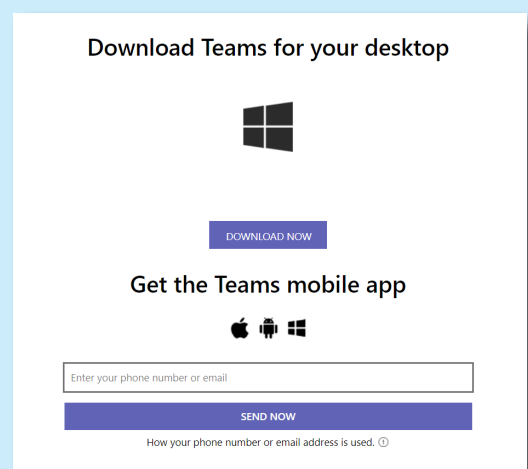 Download Teams for your desktop
DOWNLOAD NOW
Get the Teams mobile app
Enter your phone number or email
SEND NOW
How your phone number or email address is used.